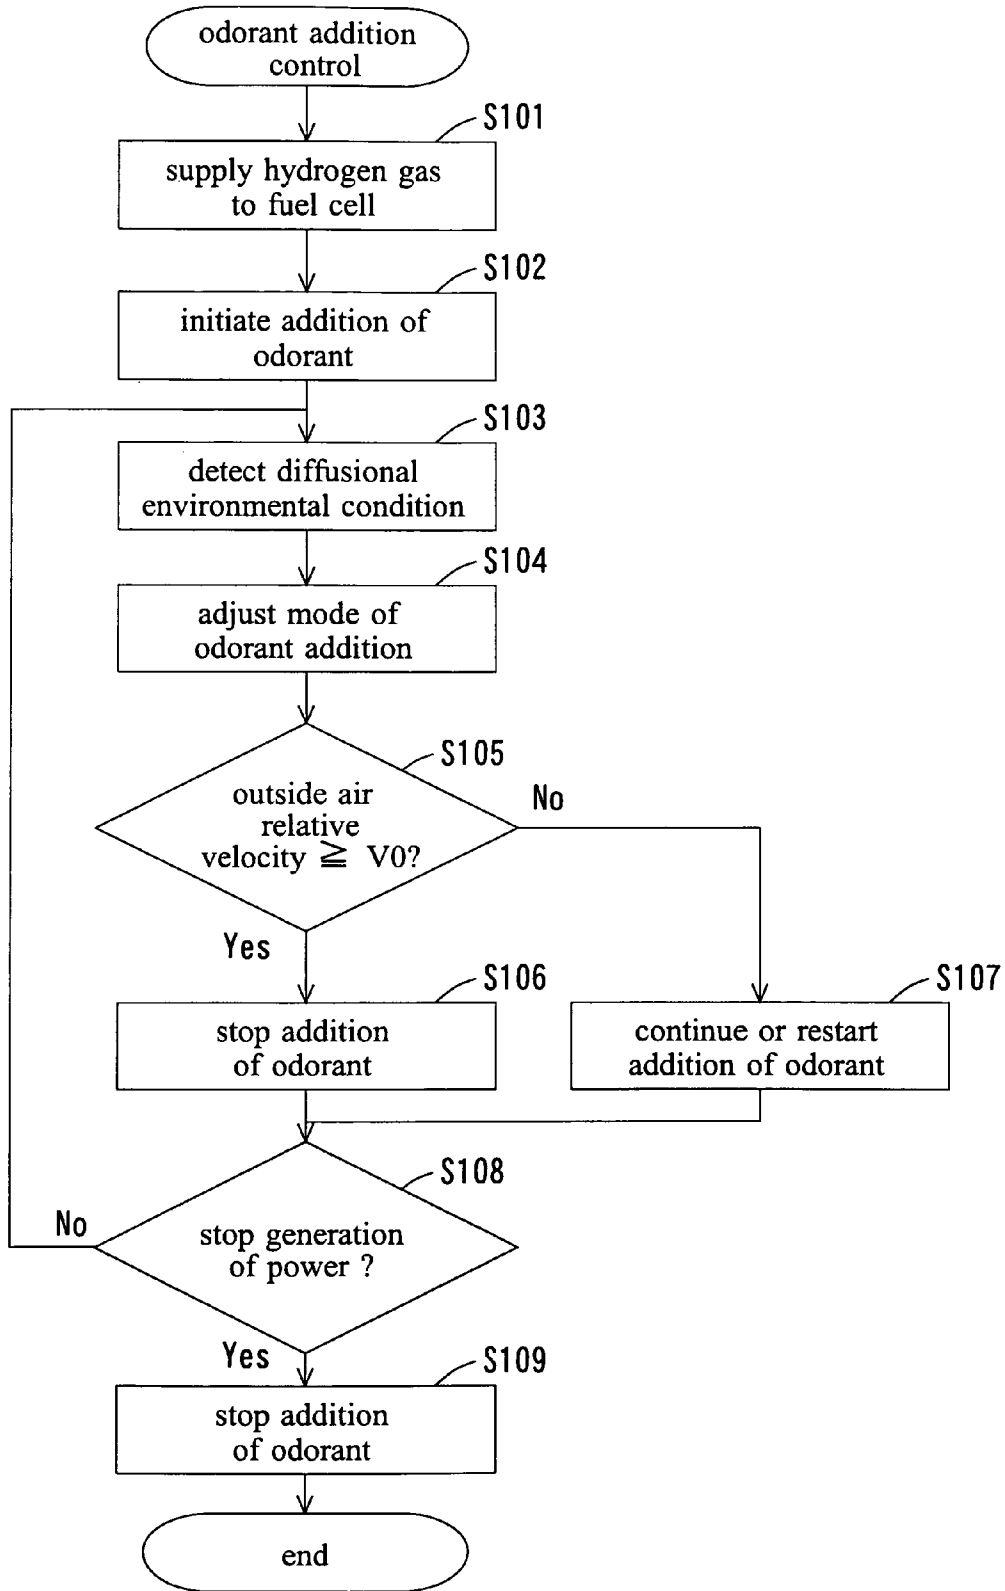 odorant addition
control
S101
supply hydrogen gas
to fuel cell
S102
initiate addition of
odorant
S103
detect diffusional
environmental condition
S104
adjust mode of
odorant addition
S105
outside air
relative
velocity ≧ V0?
No
Yes
S106
stop addition
of odorant
S107
continue or restart
addition of odorant
S108
stop generation
of power ?
No
Yes
S109
stop addition
of odorant
end